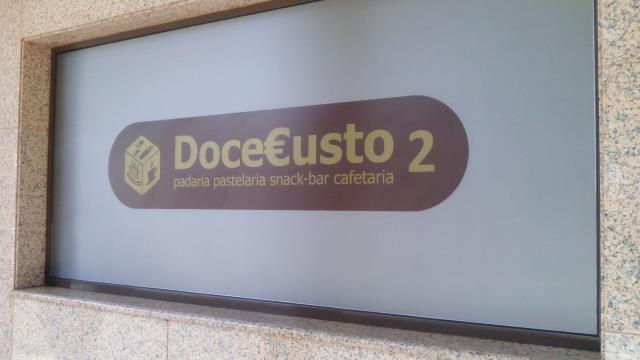 Doce€usto 2
padaria pastelaria snack-bar cafetaria